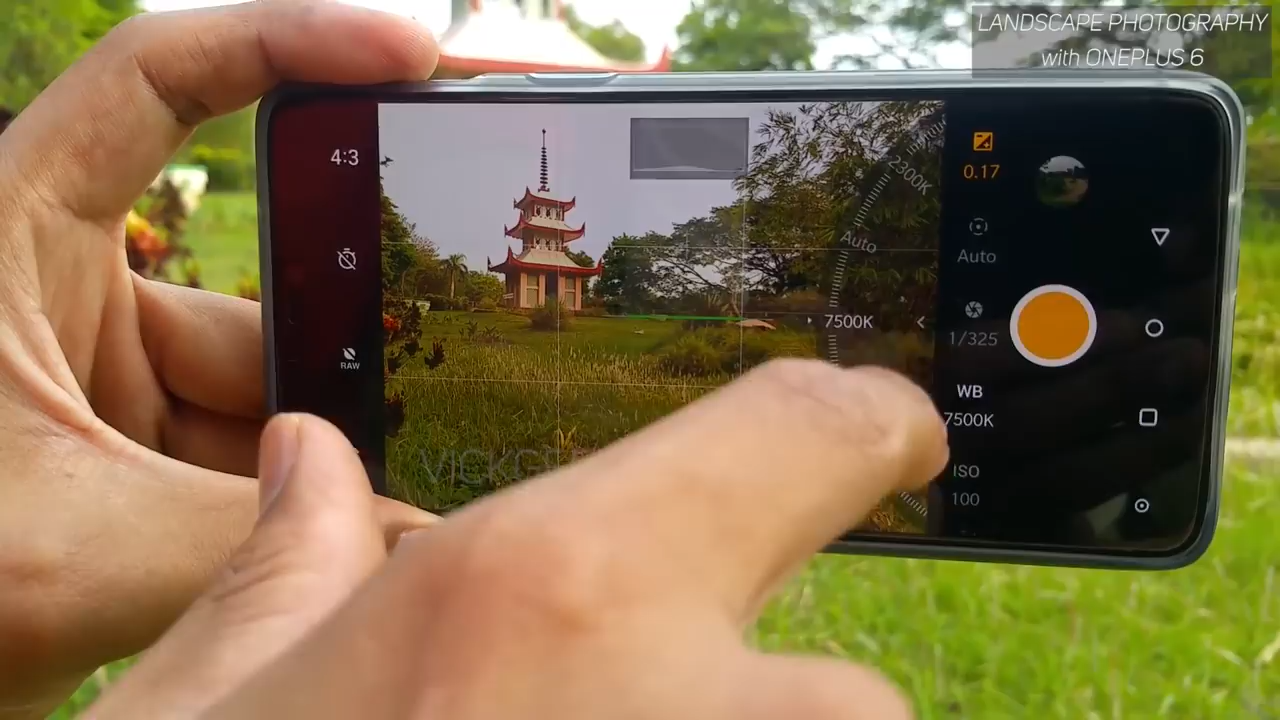 LANDSCAPE PHOTOGRAPHY
with ONEPLUS 6
4:3
RAW
2300K
Auto
7500K
0.17
Auto
1/325
WB
7500K
ISO
100